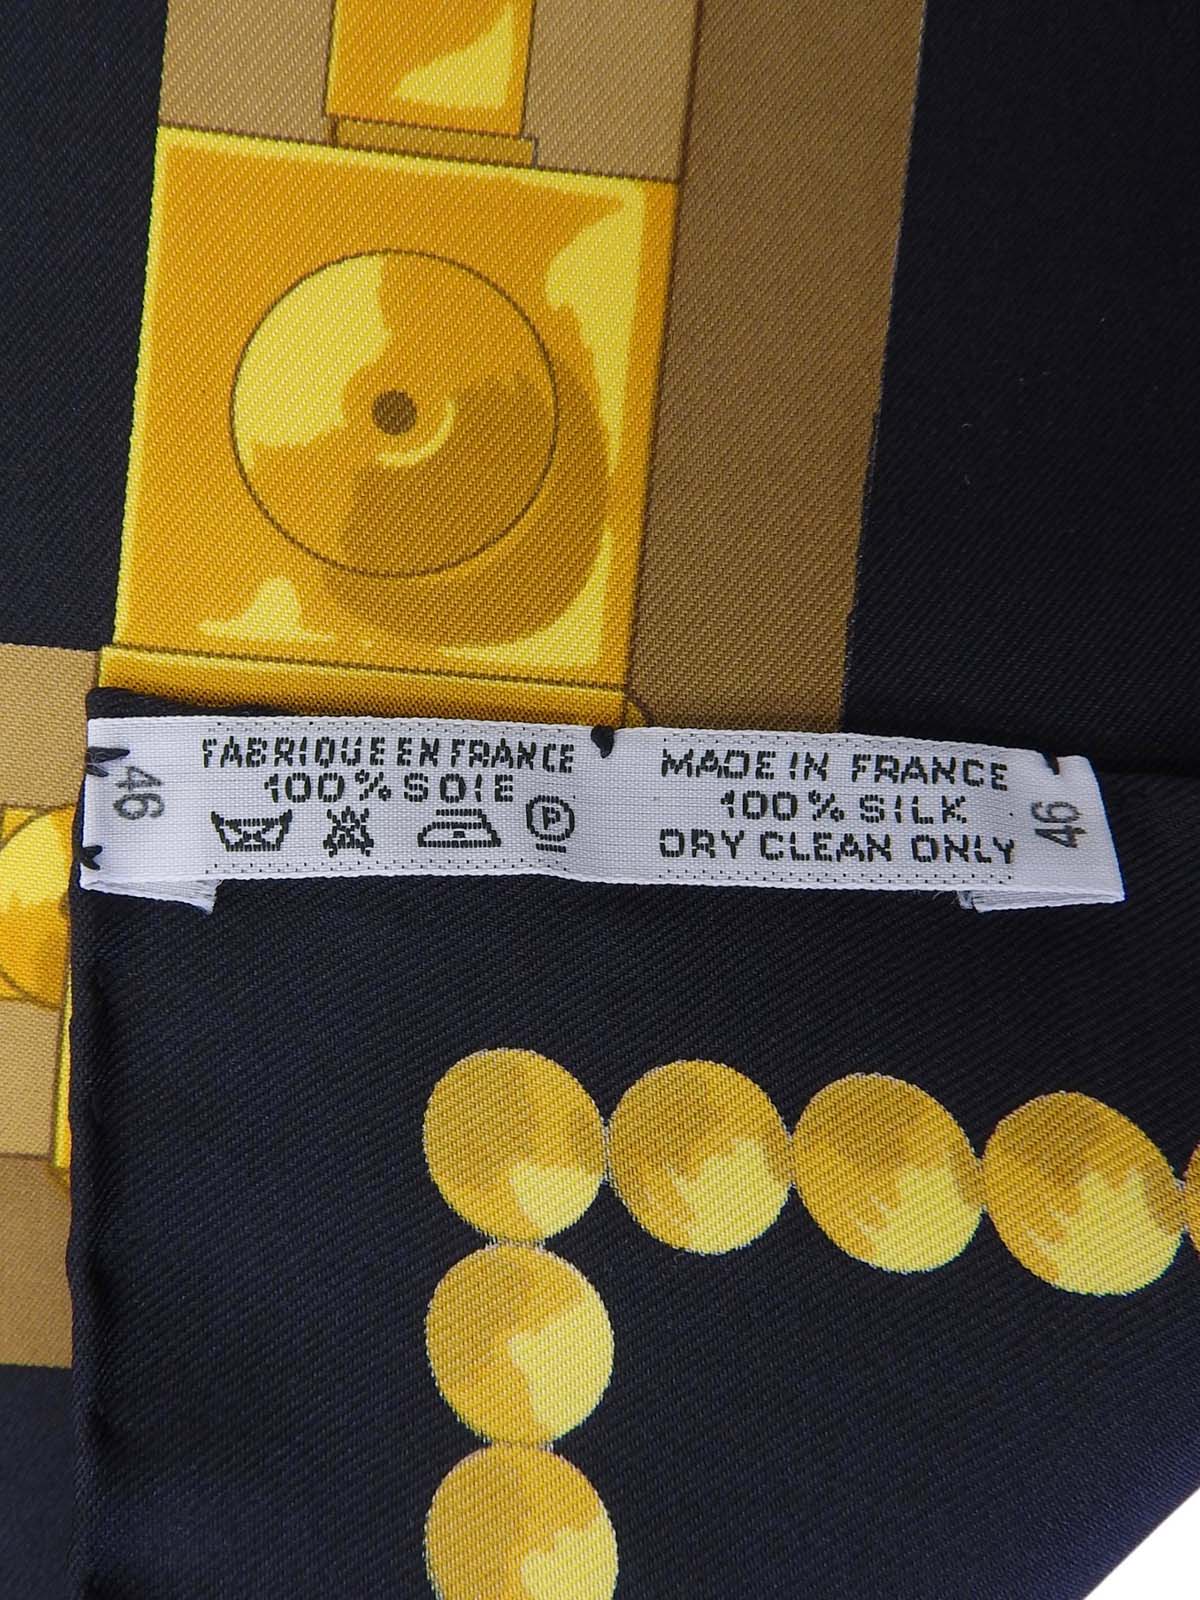 46
FABRIQUE EN FRANCE
100% SOIE
P
MADE IN FRANCE
100% SILK
DRY CLEAN ONLY
46